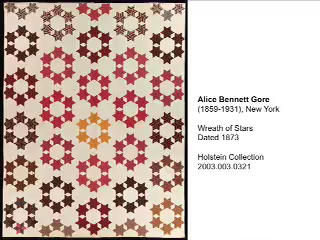 Alice Bennett Gore
(1859-1931), New York
Wreath of Stars
Dated 1873
Holstein Collection
2003.003.0321